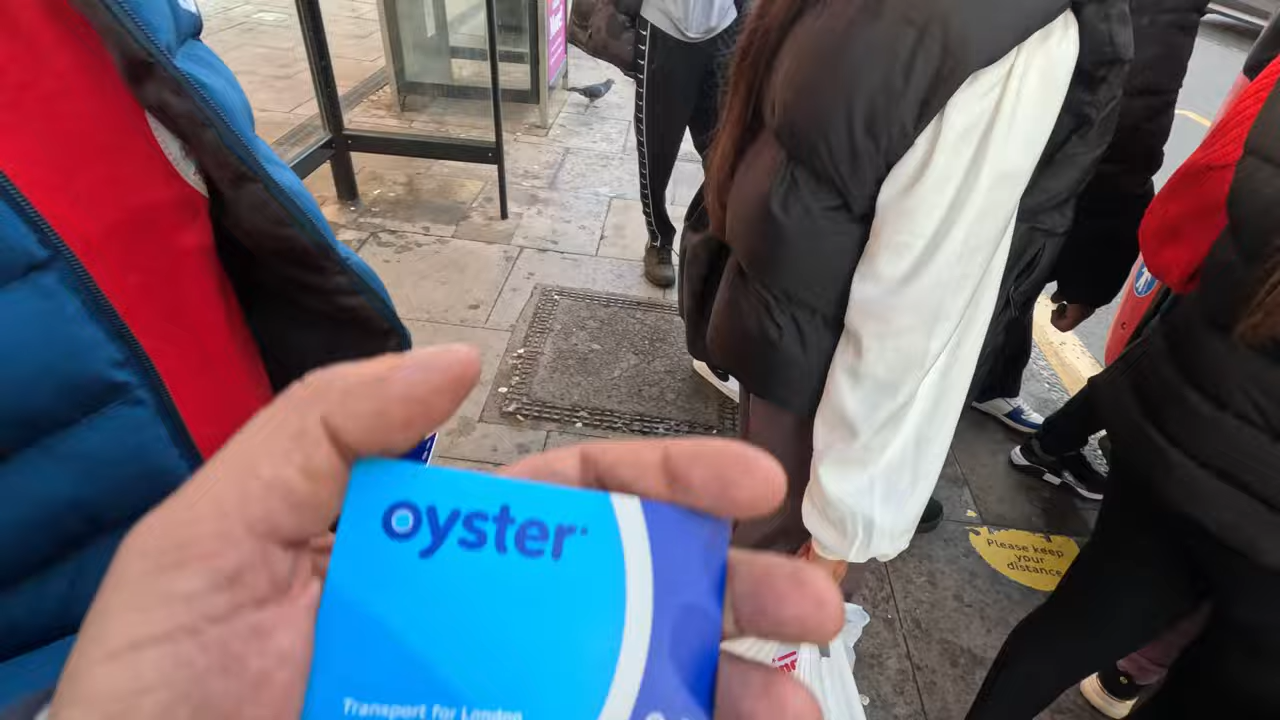 oyster
Transport for London
Please keep
your
distance